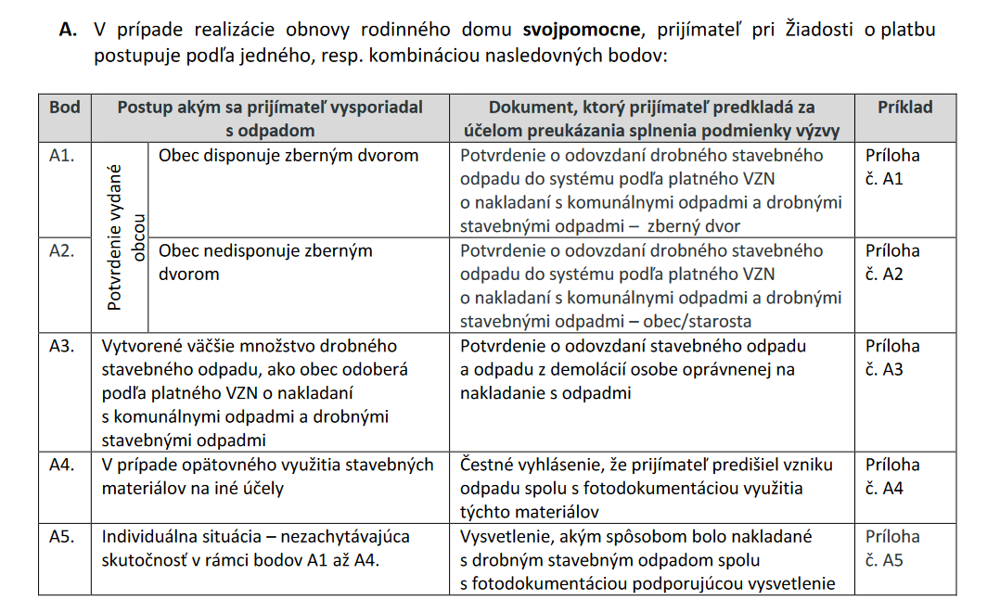 A. V prípade realizácie obnovy rodinného domu svojpomocne, prijímateľ pri Žiadosti o platbu
postupuje podľa jedného, resp. kombináciou nasledovných bodov:
Bod
Postup akým sa prijímateľ vysporiadal
s odpadom
Dokument, ktorý prijímateľ predkladá za
účelom preukázania splnenia podmienky výzvy
Príklad
A1.
Potvrdenie vydané
obcou
Obec disponuje zberným dvorom
Potvrdenie o odovzdaní drobného stavebného
odpadu do systému podľa platného VZN
o nakladaní s komunálnymi odpadmi a drobnými
stavebnými odpadmi – zberný dvor
Príloha
č. A1
A2.
Obec nedisponuje zberným
dvorom
Potvrdenie o odovzdaní drobného stavebného
odpadu do systému podľa platného VZN
o nakladaní s komunálnymi odpadmi a drobnými
stavebnými odpadmi – obec/starosta
Príloha
č. A2
A3.
Vytvorené väčšie množstvo drobného
stavebného odpadu, ako obec odoberá
podľa platného VZN o nakladaní
s komunálnymi odpadmi a drobnými
stavebnými odpadmi
Potvrdenie o odovzdaní stavebného odpadu
a odpadu z demolácií osobe oprávnenej na
nakladanie s odpadmi
Príloha
č. A3
A4.
V prípade opätovného využitia stavebných
materiálov na iné účely
Čestné vyhlásenie, že prijímateľ predišiel vzniku
odpadu spolu s fotodokumentáciou využitia
týchto materiálov
Príloha
č. A4
A5.
Individuálna situácia – nezachytávajúca
skutočnosť v rámci bodov A1 až A4.
Vysvetlenie, akým spôsobom bolo nakladané
s drobným stavebným odpadom spolu
s fotodokumentáciou podporujúcou vysvetlenie
Príloha
č. A5